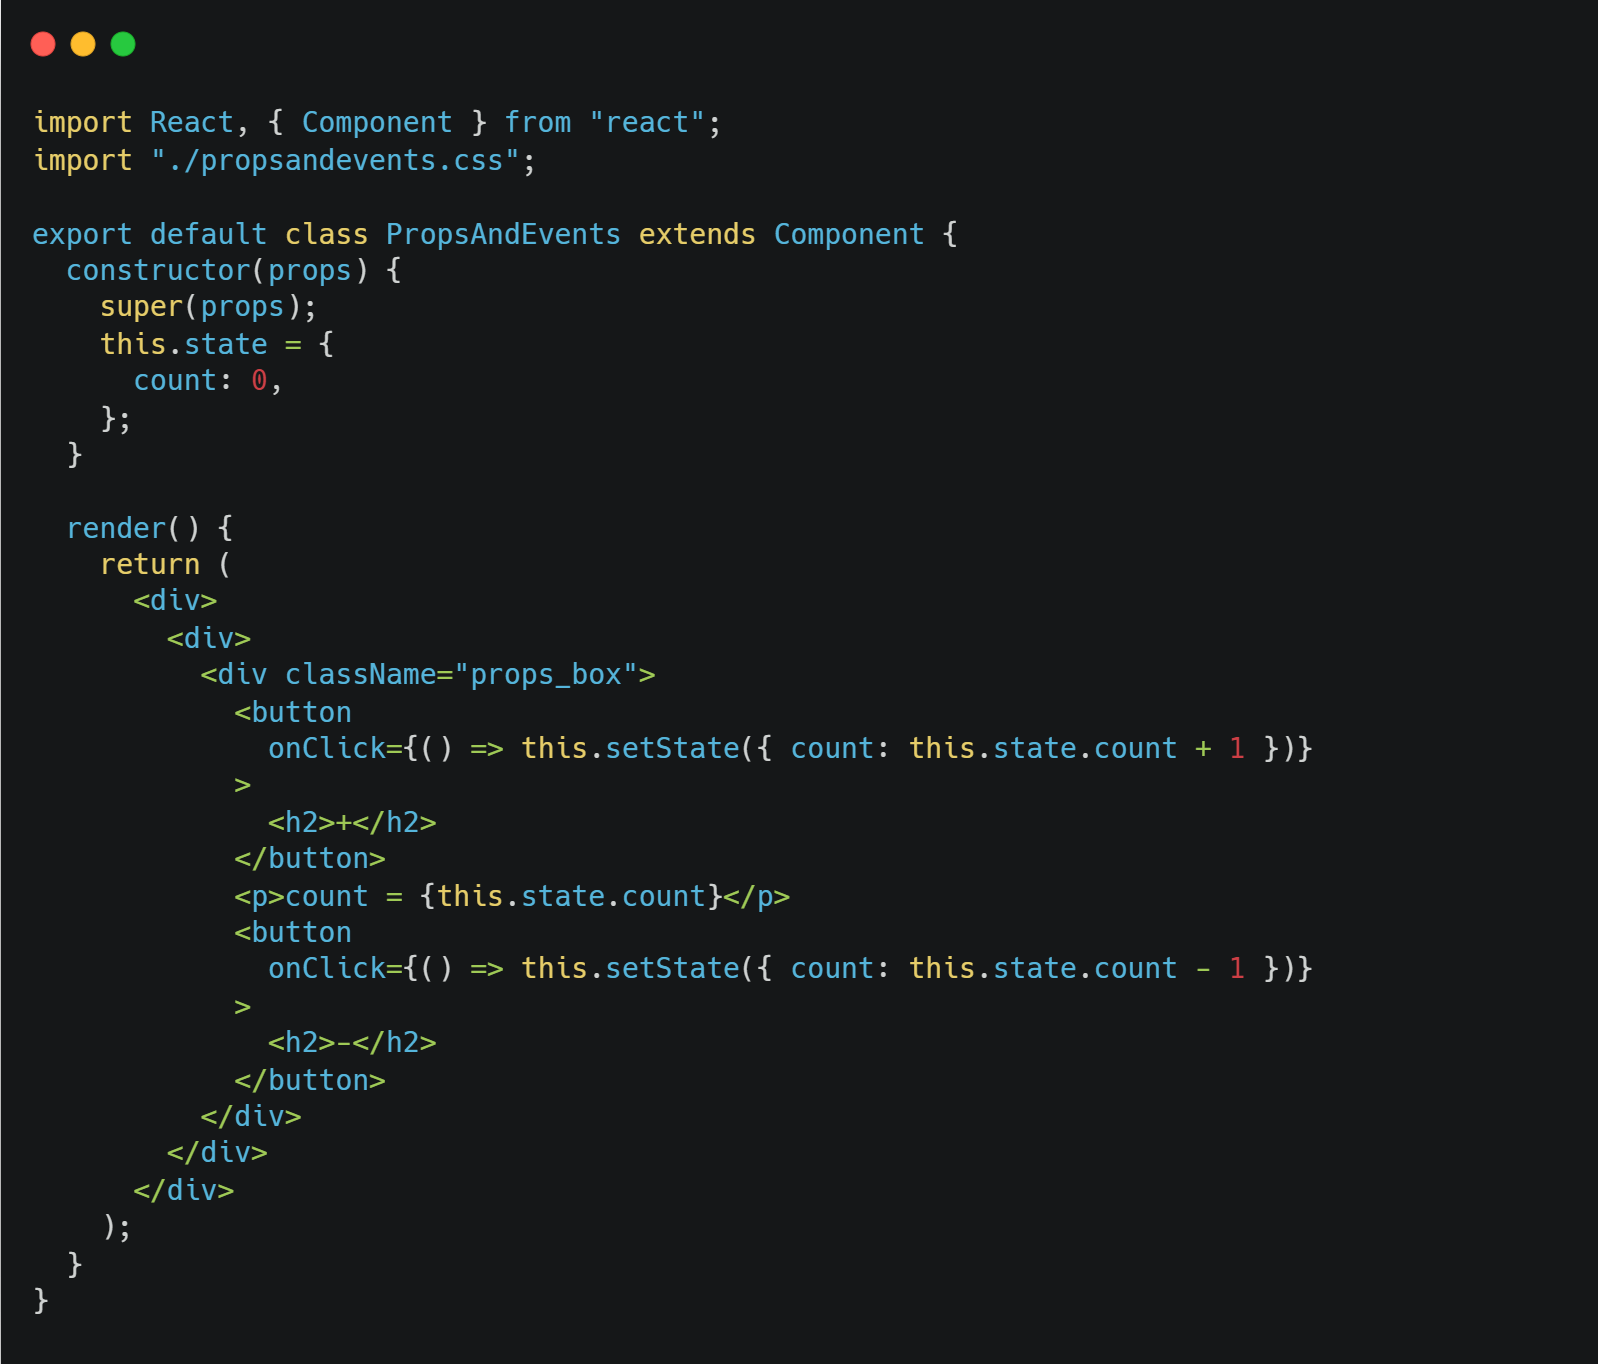 import React, { Component } from "react";
import "./propsandevents.css";

export default class PropsAndEvents extends Component {
  constructor(props) {
    super(props);
    this.state = {
      count: 0,
    };
  }

  render() {
    return (
      <div>
        <div>
          <div className="props_box">
            <button
              onClick={() => this.setState({ count: this.state.count + 1 })}
            >
              <h2>+</h2>
            </button>
            <p>count = {this.state.count}</p>
            <button
              onClick={() => this.setState({ count: this.state.count - 1 })}
            >
              <h2>-</h2>
            </button>
          </div>
        </div>
      </div>
    );
  }
}